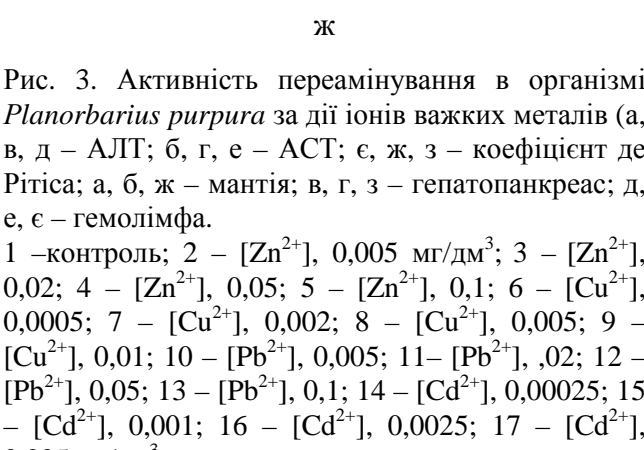 ж
Рис. 3. Активність переамінування в організмі
Planorbarius purpura за дії іонів важких металів (а,
в, д – АЛТ; б, г, е – АСТ; є, ж, з – коефіцієнт де
Рітіса; а, б, ж – мантія; в, г, з – гепатопанкреас; д,
е, є – гемолімфа.
1 –контроль; 2 – [Zn²⁺], 0,005 мг/дм³; 3 – [Zn²⁺],
0,02; 4 – [Zn²⁺], 0,05; 5 – [Zn²⁺], 0,1; 6 – [Cu²⁺],
0,0005; 7 – [Cu²⁺], 0,002; 8 – [Cu²⁺], 0,005; 9 –
[Cu²⁺], 0,01; 10 – [Pb²⁺], 0,005; 11– [Pb²⁺], ,02; 12 –
[Pb²⁺], 0,05; 13 – [Pb²⁺], 0,1; 14 – [Cd²⁺], 0,00025; 15
– [Cd²⁺], 0,001; 16 – [Cd²⁺], 0,0025; 17 – [Cd²⁺],